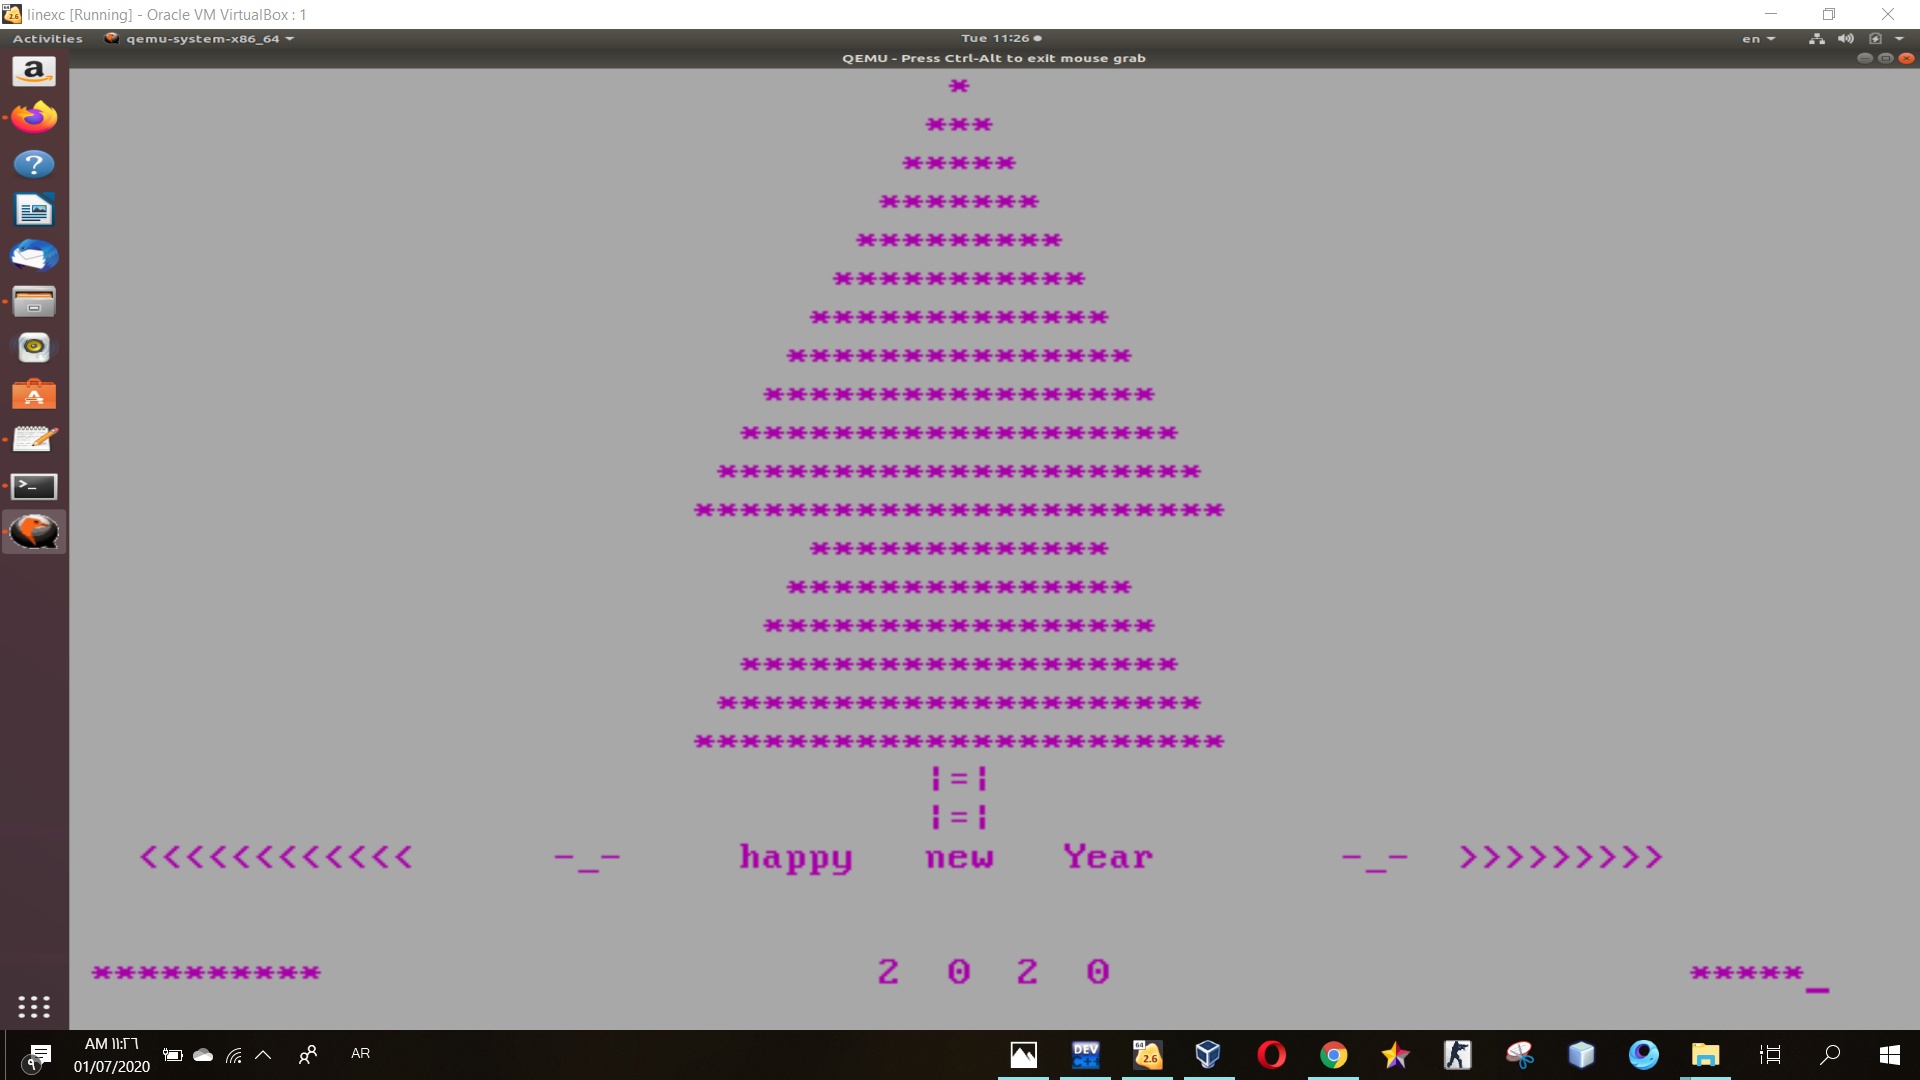 linexc [Running] - Oracle VM VirtualBox : 1
Activities qemu-system-x86_64 Tue 11:26 en
QEMU - Press Ctrl-Alt to exit mouse grab
*
***
*****
*******
*********
***********
*************
***************
*****************
*******************
*********************
***********************
*************
***************
*****************
*******************
*********************
***********************
|=|
|=|
<<<<<<<<<<<< -_- happy new Year -_- >>>>>>>>>
********** 2 0 2 0 *****_
AM ١١:٢٦
01/07/2020
AR
٩
DEV
C++
64
2.6